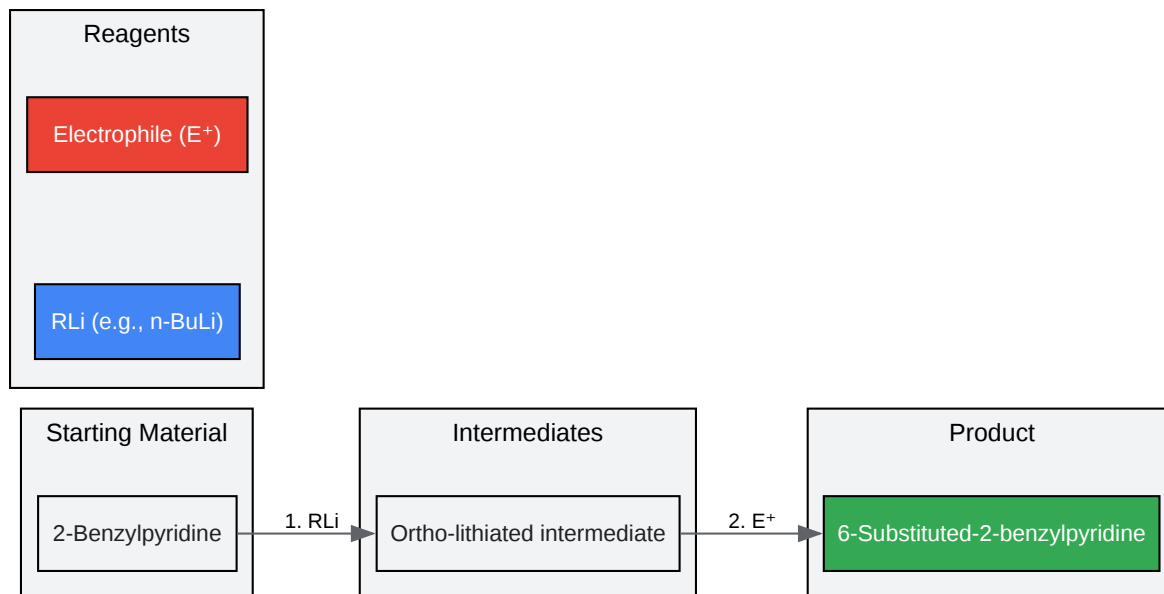 Reagents
Electrophile (E⁺)
RLi (e.g., n-BuLi)
Starting Material
2-Benzylpyridine
1. RLi
Intermediates
Ortho-lithiated intermediate
2. E⁺
Product
6-Substituted-2-benzylpyridine